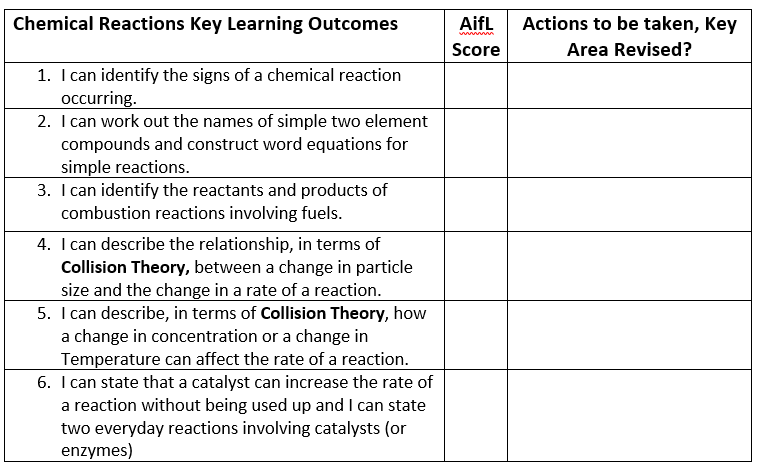 Chemical Reactions Key Learning Outcomes
AifL Score
Actions to be taken, Key Area Revised?
1. I can identify the signs of a chemical reaction
occurring.
2. I can work out the names of simple two element
compounds and construct word equations for
simple reactions.
3. I can identify the reactants and products of
combustion reactions involving fuels.
4. I can describe the relationship, in terms of
Collision Theory, between a change in particle
size and the change in a rate of a reaction.
5. I can describe, in terms of Collision Theory, how
a change in concentration or a change in
Temperature can affect the rate of a reaction.
6. I can state that a catalyst can increase the rate of
a reaction without being used up and I can state
two everyday reactions involving catalysts (or
enzymes)